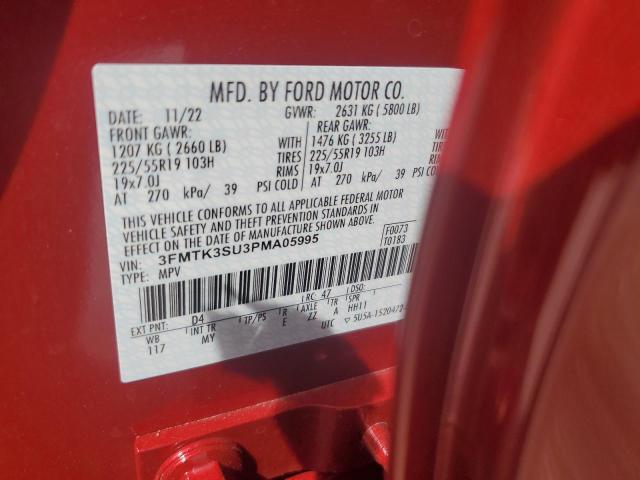 MFD. BY FORD MOTOR CO.
DATE: 11/22 GVWR: 2631 KG ( 5800 LB)
FRONT GAWR: REAR GAWR:
1207 KG ( 2660 LB) WITH 1476 KG ( 3255 LB)
225/55R19 103H TIRES 225/55R19 103H
19x7.0J RIMS 19x7.0J
AT 270 kPa/ 39 PSI COLD AT 270 kPa/ 39 PSI COLD
THIS VEHICLE CONFORMS TO ALL APPLICABLE FEDERAL MOTOR
VEHICLE SAFETY AND THEFT PREVENTION STANDARDS IN
EFFECT ON THE DATE OF MANUFACTURE SHOWN ABOVE.
VIN: 3FMTK3SU3PMA05995 F0073
TYPE: MPV T0183
EXT PNT: D4 RC: 47 DSO:
WB INT TR TP/PS R AXLE TR SPR
117 MY E ZZ A HH11
UTC 5U5A-1520472